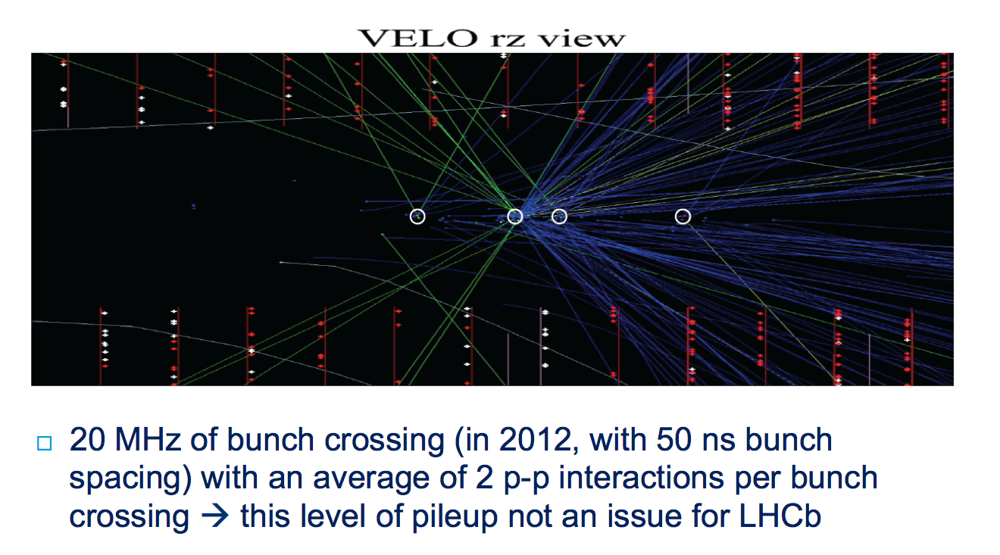 VELO rz view
20 MHz of bunch crossing (in 2012, with 50 ns bunch
spacing) with an average of 2 p-p interactions per bunch
crossing → this level of pileup not an issue for LHCb